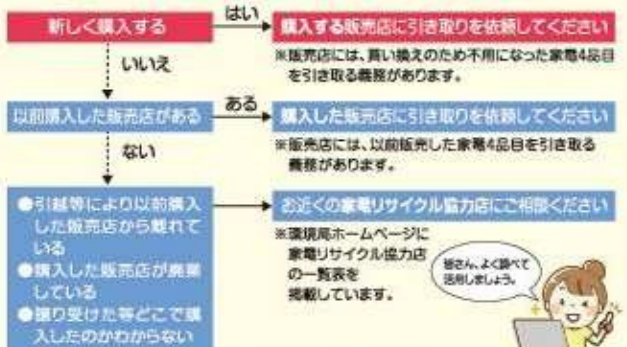 新しく購入する
はい
購入する販売店に引き取りを依頼してください
※販売店には、買い換えのため不用になった家電4品目
を引き取る義務があります。
いいえ
以前購入した販売店がある
ある
購入した販売店に引き取りを依頼してください
※販売店には、以前販売した家電4品目を引き取る
義務があります。
ない
●引越等により以前購入
した販売店から離れて
いる
●購入した販売店が廃業
している
●譲り受けた等どこで購
入したのかわからない
お近くの家電リサイクル協力店にご相談ください
※環境局ホームページに
家電リサイクル協力店
の一覧表を
掲載しています。
皆さん、よく調べて
活用しましょう。